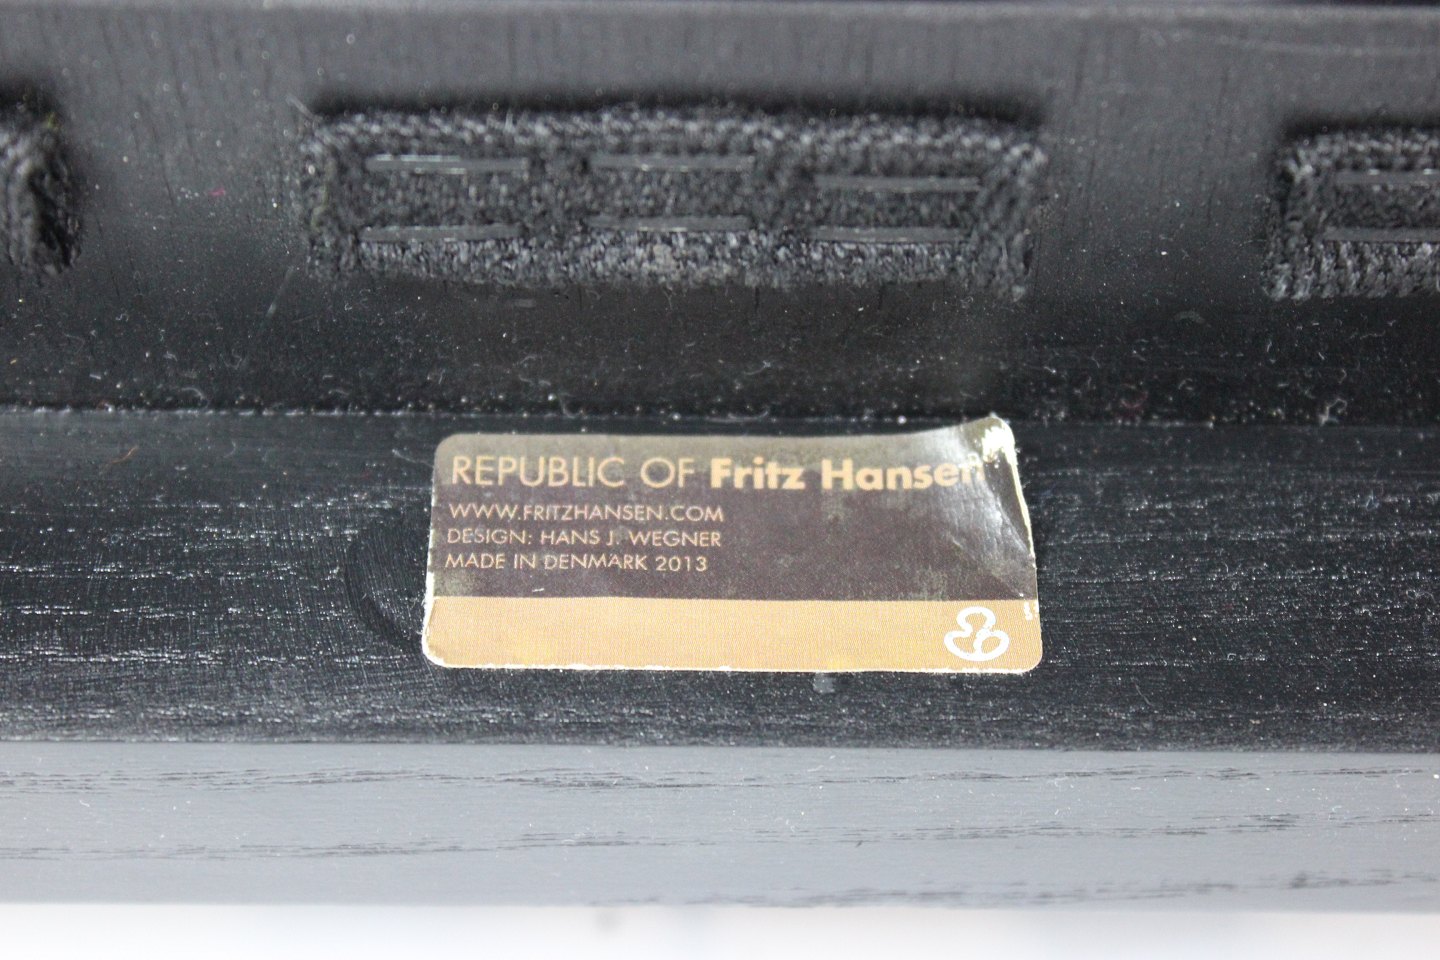 REPUBLIC OF Fritz Hansen
WWW.FRITZHANSEN.COM
DESIGN: HANS J. WEGNER
MADE IN DENMARK 2013